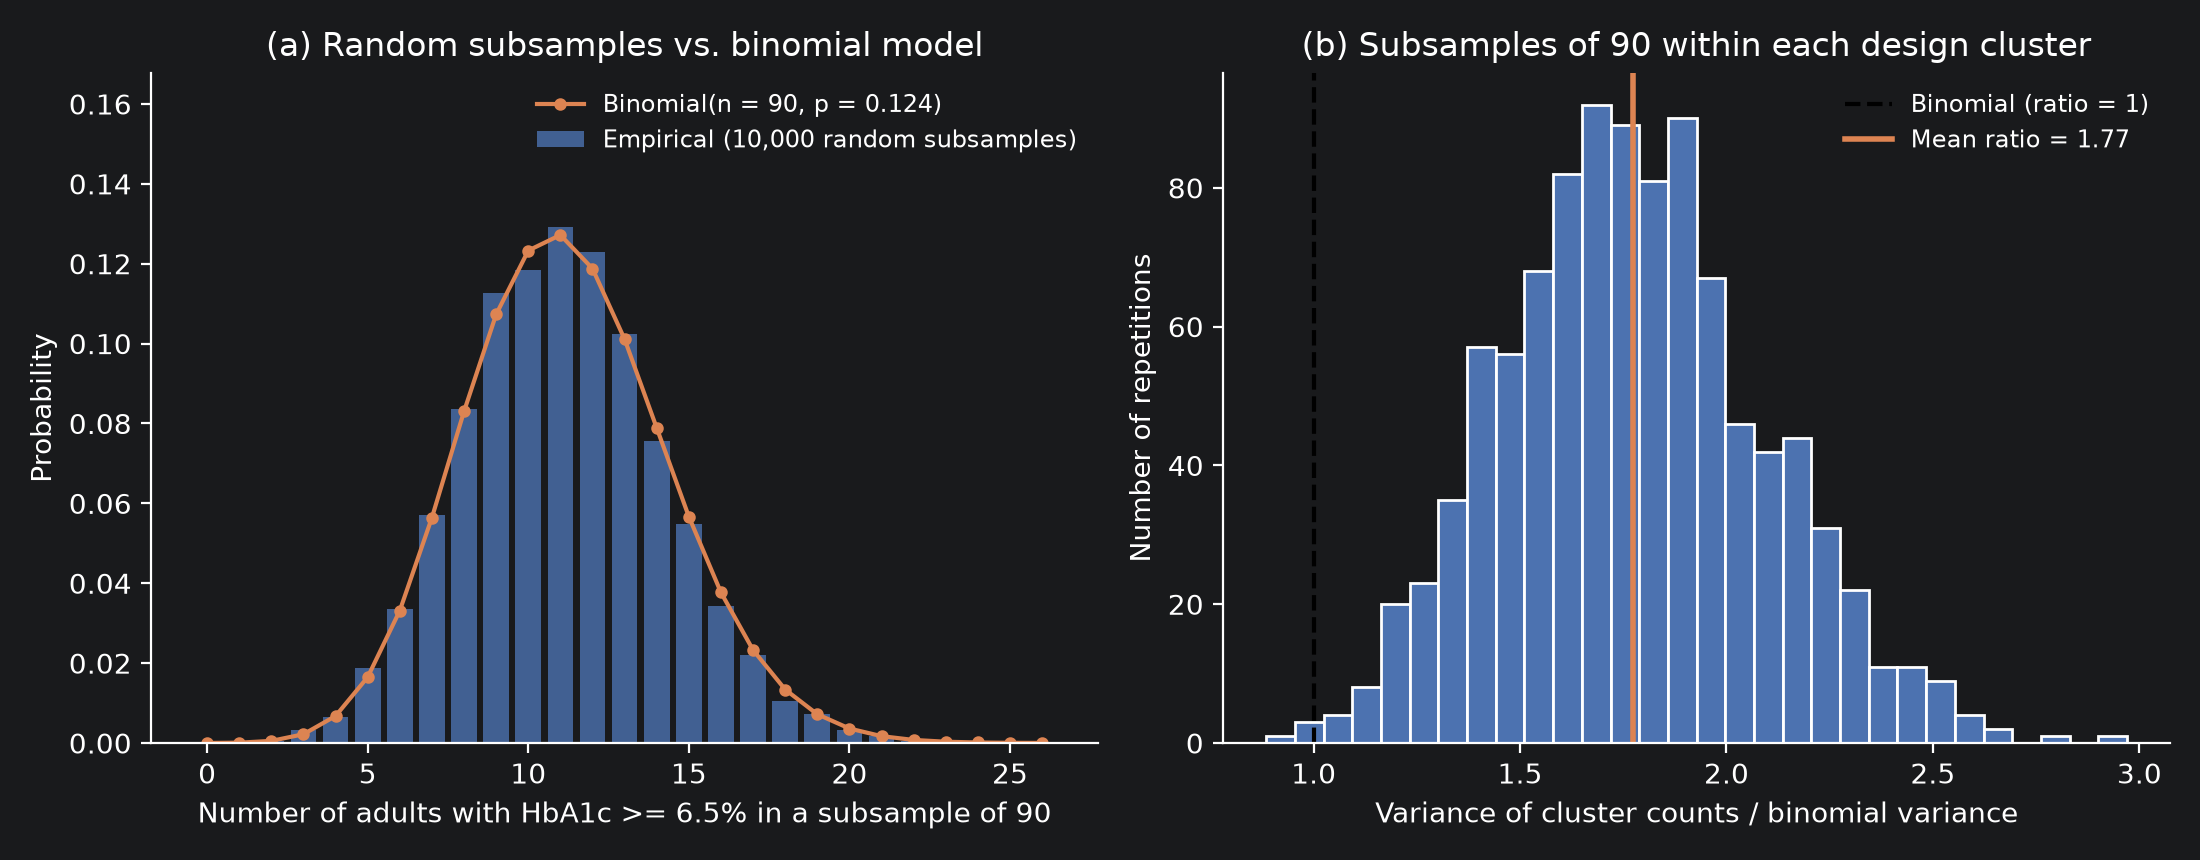 (a) Random subsamples vs. binomial model
Binomial(n = 90, p = 0.124)
Empirical (10,000 random subsamples)
Probability
0.16
0.14
0.12
0.10
0.08
0.06
0.04
0.02
0.00
0 5 10 15 20 25
Number of adults with HbA1c >= 6.5% in a subsample of 90
(b) Subsamples of 90 within each design cluster
Binomial (ratio = 1)
Mean ratio = 1.77
Number of repetitions
80
60
40
20
0
1.0 1.5 2.0 2.5 3.0
Variance of cluster counts / binomial variance